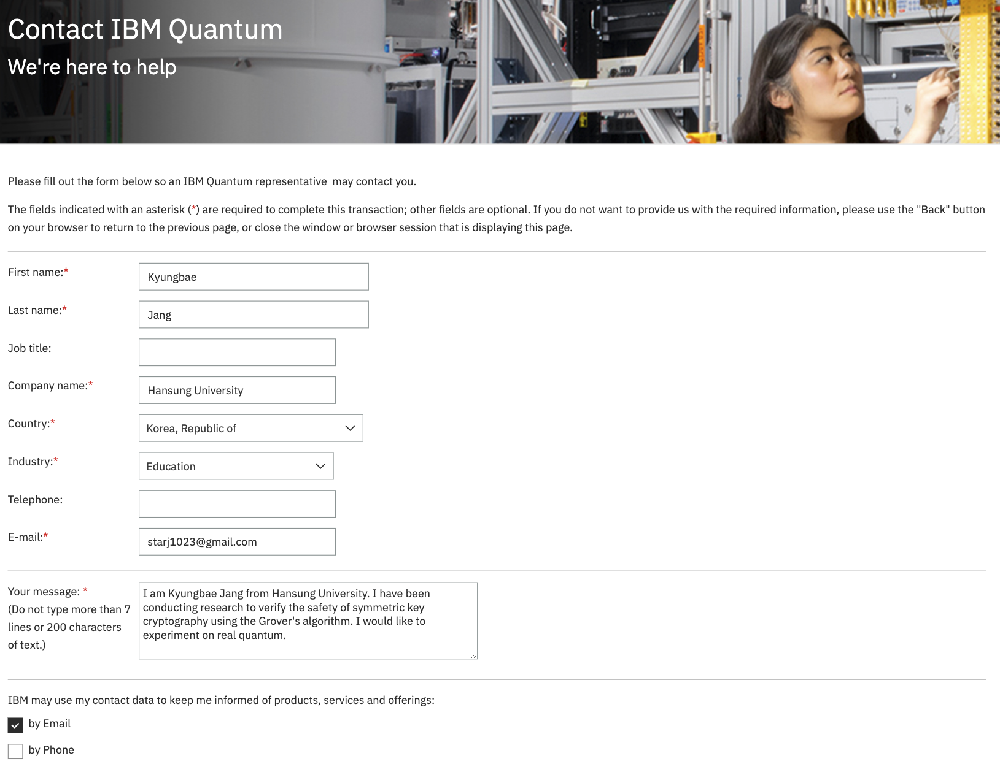 Contact IBM Quantum
We're here to help
Please fill out the form below so an IBM Quantum representative  may contact you.
The fields indicated with an asterisk (*) are required to complete this transaction; other fields are optional. If you do not want to provide us with the required information, please use the "Back" button
on your browser to return to the previous page, or close the window or browser session that is displaying this page.
First name:*
Kyungbae
Last name:*
Jang
Job title:
Company name:*
Hansung University
Country:*
Korea, Republic of
Industry:*
Education
Telephone:
E-mail:*
starj1023@gmail.com
Your message: *
(Do not type more than 7
lines or 200 characters
of text.)
I am Kyungbae Jang from Hansung University. I have been
conducting research to verify the safety of symmetric key
cryptography using the Grover's algorithm. I would like to
experiment on real quantum.
IBM may use my contact data to keep me informed of products, services and offerings:
by Email
by Phone